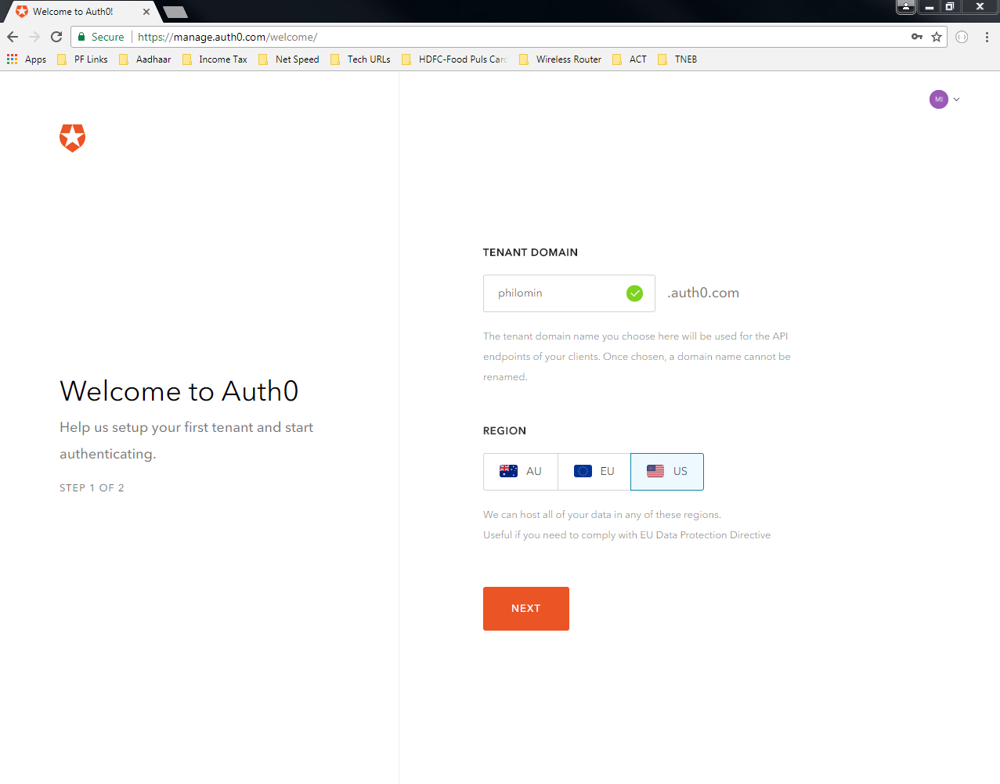 Welcome to Auth0!
Secure https://manage.auth0.com/welcome/
Apps PF Links Aadhaar Income Tax Net Speed Tech URLs HDFC-Food Puls Card Wireless Router ACT TNEB
MI
TENANT DOMAIN
philomin .auth0.com
The tenant domain name you choose here will be used for the API
endpoints of your clients. Once chosen, a domain name cannot be
renamed.
Welcome to Auth0
Help us setup your first tenant and start
authenticating.
STEP 1 OF 2
REGION
AU EU US
We can host all of your data in any of these regions.
Useful if you need to comply with EU Data Protection Directive
NEXT